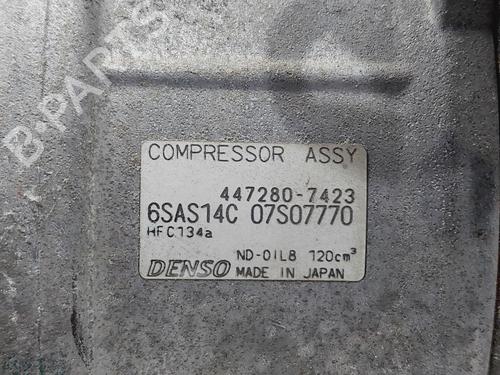 B-PARTS
COMPRESSOR ASSY
447280-7423
6SAS14C 07S07770
HFC134a
ND-OIL8 120cm³
DENSO MADE IN JAPAN